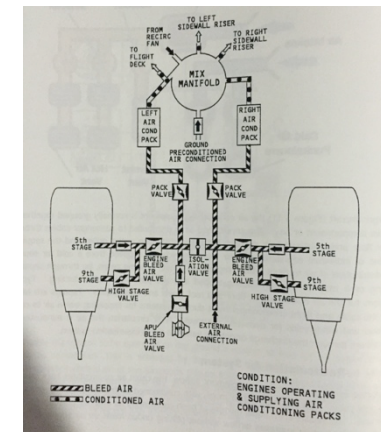 TO LEFT
SIDEWALL RISER
FROM
RECIRC
FAN
TO RIGHT
SIDEWALL
RISER
TO
FLIGHT
DECK
MIX
MANIFOLD
LEFT
AIR
COND
PACK
RIGHT
AIR
COND
PACK
GROUND
PRECONDITIONED
AIR CONNECTION
PACK
VALVE
PACK
VALVE
5th
STAGE
9th
STAGE
HIGH STAGE
VALVE
ENGINE
BLEED
AIR
VALVE
ISOL-
ATION
VALVE
ENGINE
BLEED
AIR
VALVE
5th
STAGE
9th
STAGE
HIGH STAGE
VALVE
APU
BLEED
AIR
VALVE
EXTERNAL
AIR
CONNECTION
BLEED AIR
CONDITIONED AIR
CONDITION:
ENGINES OPERATING
& SUPPLYING AIR
CONDITIONING PACKS